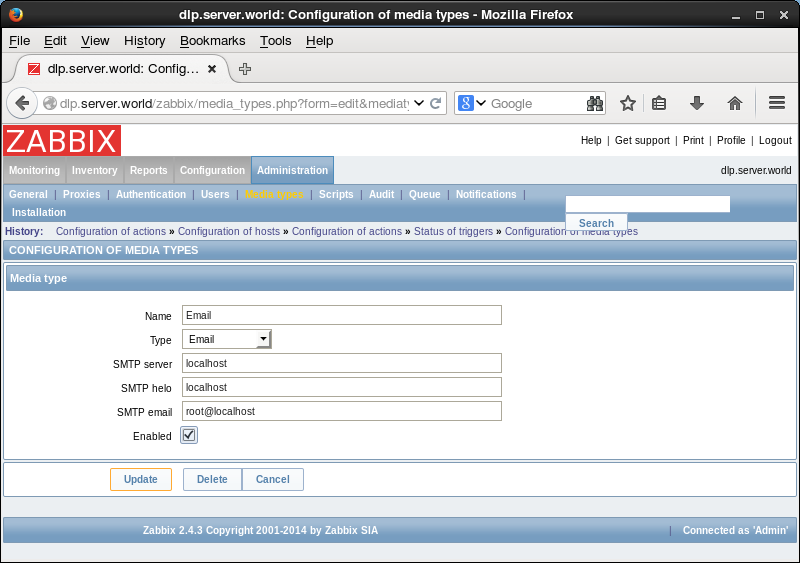 dlp.server.world: Configuration of media types - Mozilla Firefox
File Edit View History Bookmarks Tools Help
dlp.server.world: Config...
dlp.server.world/zabbix/media_types.php?form=edit&mediaty
Google
ZABBIX
Help | Get support | Print | Profile | Logout
Monitoring Inventory Reports Configuration Administration
dlp.server.world
General | Proxies | Authentication | Users | Media types | Scripts | Audit | Queue | Notifications |
Installation
Search
History: Configuration of actions » Configuration of hosts » Configuration of actions » Status of triggers » Configuration of media types
CONFIGURATION OF MEDIA TYPES
Media type
Name Email
Type Email
SMTP server localhost
SMTP helo localhost
SMTP email root@localhost
Enabled
Update Delete Cancel
Zabbix 2.4.3 Copyright 2001-2014 by Zabbix SIA | Connected as 'Admin'